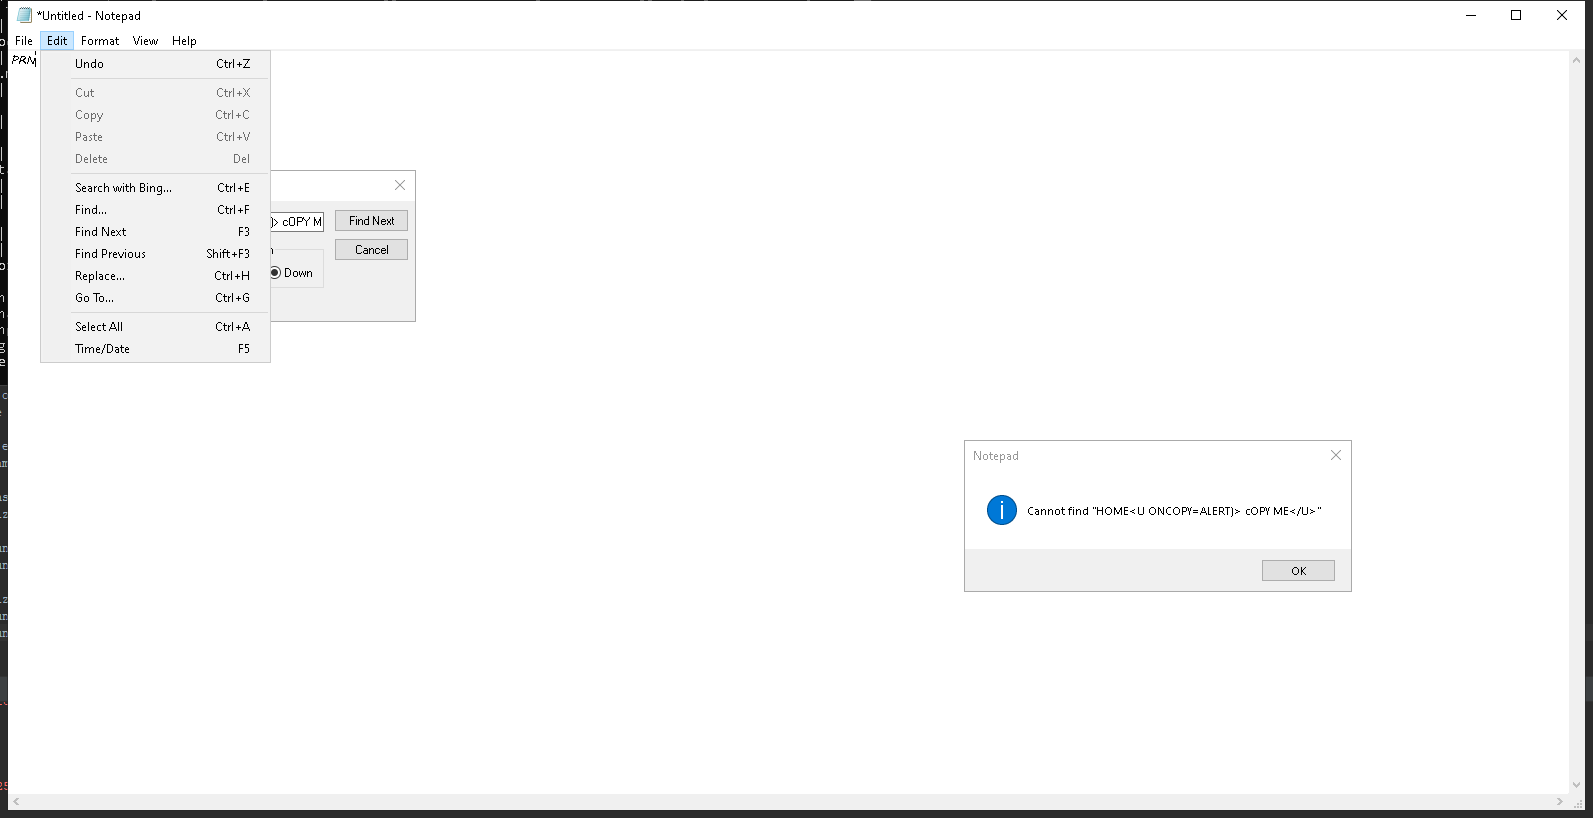 *Untitled - Notepad
File Edit Format View Help
PRN
Undo Ctrl+Z
Cut Ctrl+X
Copy Ctrl+C
Paste Ctrl+V
Delete Del
Search with Bing... Ctrl+E
Find... Ctrl+F
Find Next F3
Find Previous Shift+F3
Replace... Ctrl+H
Go To... Ctrl+G
Select All Ctrl+A
Time/Date F5
)> cOPY M
Find Next
Cancel
Down
Notepad
Cannot find "HOME<U ONCOPY=ALERT)> cOPY ME</U>"
OK